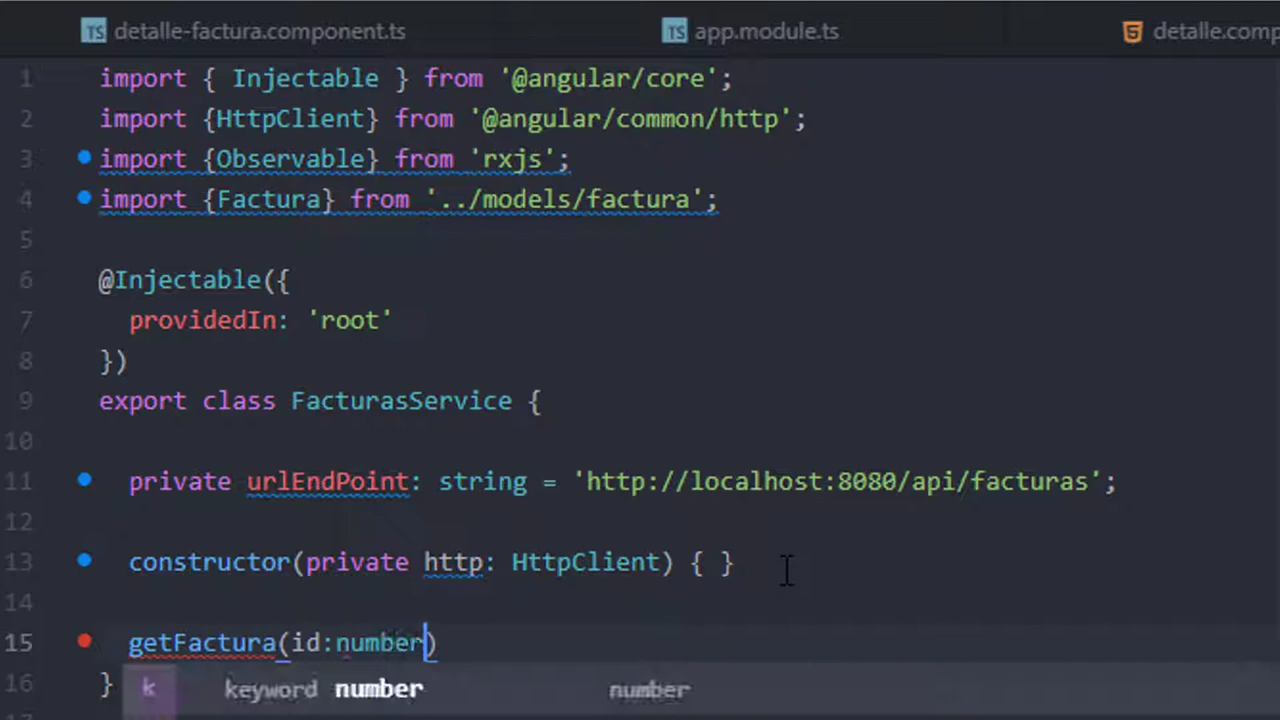 TS detalle-factura.component.ts TS app.module.ts 5 detalle.comp
1 import { Injectable } from '@angular/core';
2 import {HttpClient} from '@angular/common/http';
3 import {Observable} from 'rxjs';
4 import {Factura} from '../models/factura';
5
6 @Injectable({
7 providedIn: 'root'
8 })
9 export class FacturasService {
10
11 private urlEndPoint: string = 'http://localhost:8080/api/facturas';
12
13 constructor(private http: HttpClient) { }
14
15 getFactura(id:number)
16 }
k keyword number number